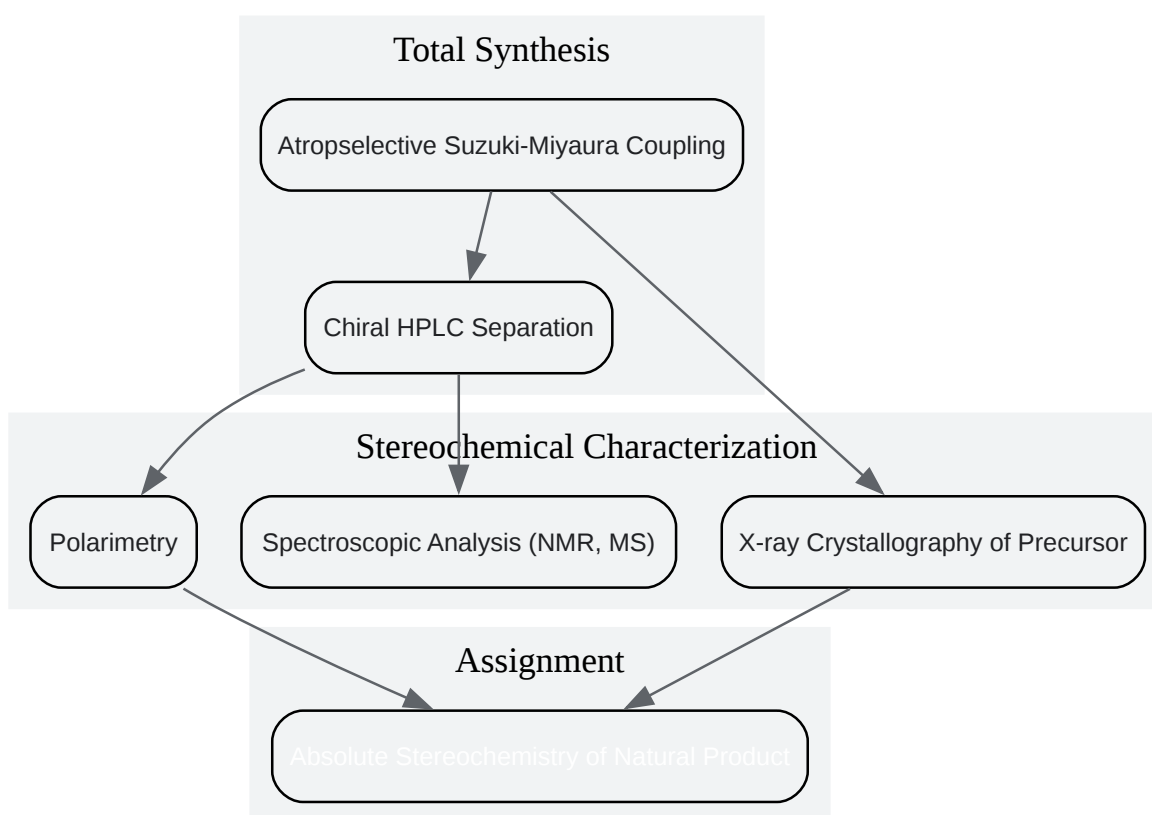 Total Synthesis
Atropselective Suzuki-Miyaura Coupling
Chiral HPLC Separation
Stereochemical Characterization
Polarimetry
Spectroscopic Analysis (NMR, MS)
X-ray Crystallography of Precursor
Assignment
Absolute Stereochemistry of Natural Product